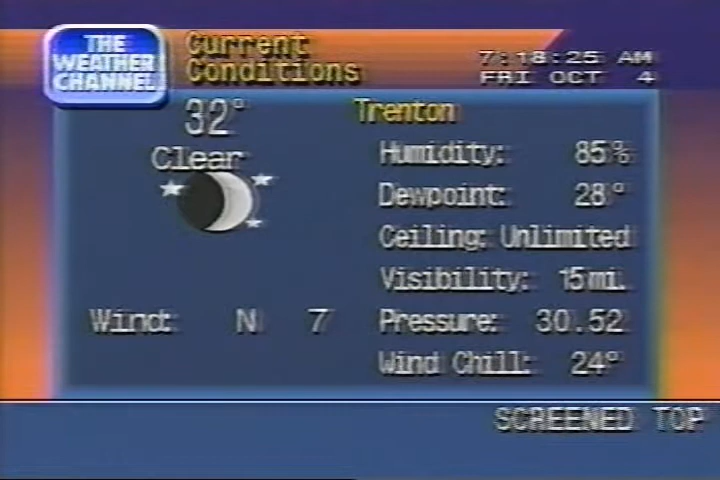 THE
WEATHER
CHANNEL
Current
Conditions
7:18:25 AM
FRI OCT 4
32°
Clear
Wind: N 7
Trenton
Humidity: 85%
Dewpoint: 28°
Ceiling: Unlimited
Visibility: 15mi.
Pressure: 30.52
Wind Chill: 24°
SCREENED TOP